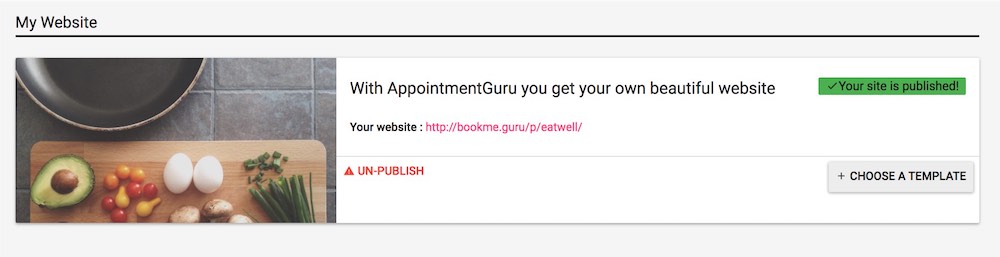 My Website
With AppointmentGuru you get your own beautiful website
✓Your site is published!
Your website : http://bookme.guru/p/eatwell/
UN-PUBLISH
+ CHOOSE A TEMPLATE